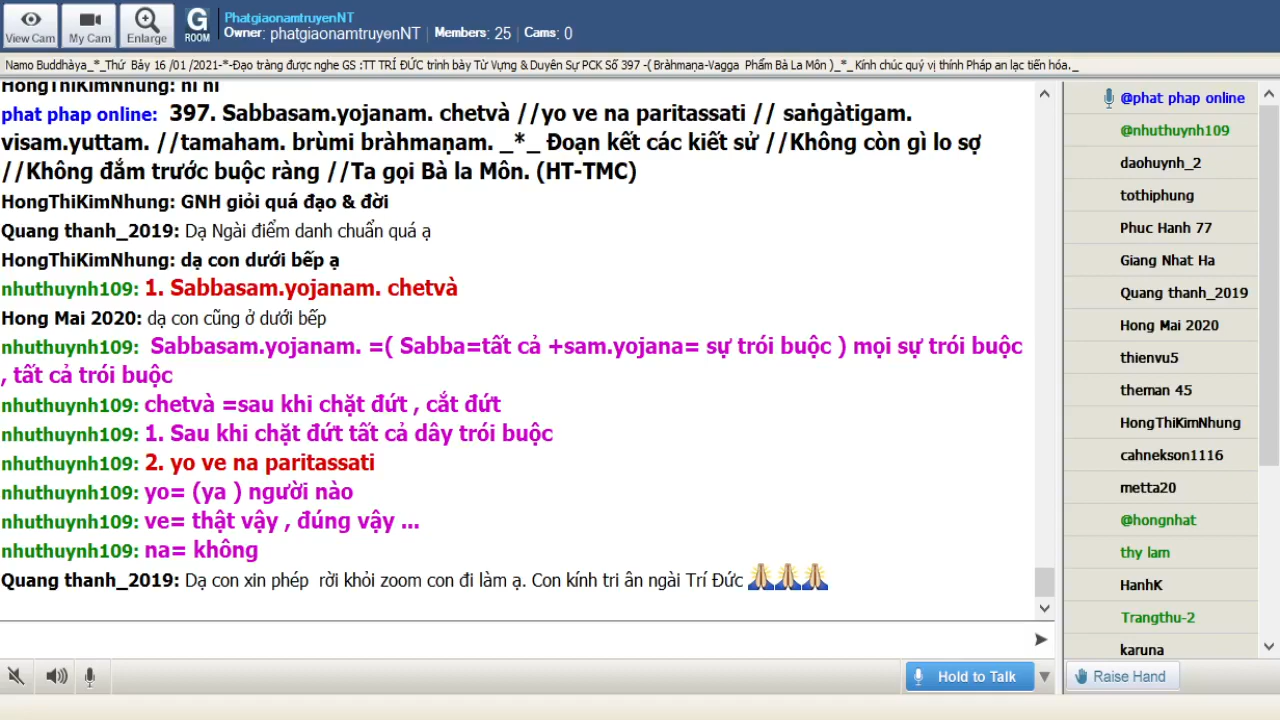 View Cam
My Cam
Enlarge
G
ROOM
PhatgiaonamtruyenNT
Owner: phatgiaonamtruyenNT | Members: 25 | Cams: 0
Namo Buddhàya_*_Thứ Bảy 16 /01 /2021-*-Đạo tràng được nghe GS :TT TRÍ ĐỨC trình bày Từ Vựng & Duyên Sự PCK Số 397 -( Bràhmaṇa-Vagga Phẩm Bà La Môn )_*_ Kính chúc quý vị thính Pháp an lạc tiến hóa._
HongThiKimNhung: hi hi
phat phap online: 397. Sabbasam.yojanam. chetvà //yo ve na paritassati // saṅgàtigam.
visam.yuttam. //tamaham. brùmi bràhmaṇam. _*_ Đoạn kết các kiết sử //Không còn gì lo sợ
//Không đắm trước buộc ràng //Ta gọi Bà la Môn. (HT-TMC)
HongThiKimNhung: GNH giỏi quá đạo & đời
Quang thanh_2019: Dạ Ngài điểm danh chuẩn quá ạ
HongThiKimNhung: dạ con dưới bếp ạ
nhuthuynh109: 1. Sabbasam.yojanam. chetvà
Hong Mai 2020: dạ con cũng ở dưới bếp
nhuthuynh109: Sabbasam.yojanam. =( Sabba=tất cả +sam.yojana= sự trói buộc ) mọi sự trói buộc
, tất cả trói buộc
nhuthuynh109: chetvà =sau khi chặt đứt , cắt đứt
nhuthuynh109: 1. Sau khi chặt đứt tất cả dây trói buộc
nhuthuynh109: 2. yo ve na paritassati
nhuthuynh109: yo= (ya ) người nào
nhuthuynh109: ve= thật vậy , đúng vậy ...
nhuthuynh109: na= không
Quang thanh_2019: Dạ con xin phép rời khỏi zoom con đi làm ạ. Con kính tri ân ngài Trí Đức 🙏🙏🙏
Hold to Talk
@phat phap online
@nhuthuynh109
daohuynh_2
tothiphung
Phuc Hanh 77
Giang Nhat Ha
Quang thanh_2019
Hong Mai 2020
thienvu5
theman 45
HongThiKimNhung
cahnekson1116
metta20
@hongnhat
thy lam
HanhK
Trangthu-2
karuna
Raise Hand